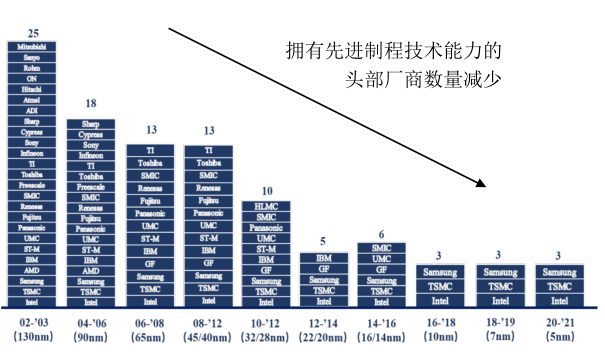 25
拥有先进制程技术能力的
头部厂商数量减少
Mitsubishi
Sanyo
Rohm
ON
Hitachi
Atmel
ADI
Sharp
Cypress
Sony
Infineon
TI
Toshiba
Freescale
SMIC
Renesas
Fujitsu
Panasonic
UMC
ST-M
IBM
AMD
Samsung
TSMC
Intel
02-'03
(130nm)
18
Sharp
Cypress
Sony
Infineon
TI
Toshiba
Freescale
SMIC
Renesas
Fujitsu
Panasonic
UMC
ST-M
IBM
AMD
Samsung
TSMC
Intel
04-'06
(90nm)
13
TI
Toshiba
SMIC
Renesas
Fujitsu
Panasonic
UMC
ST-M
IBM
GF
Samsung
TSMC
Intel
06-'08
(65nm)
13
TI
Toshiba
SMIC
Renesas
Fujitsu
Panasonic
UMC
ST-M
IBM
GF
Samsung
TSMC
Intel
08-'12
(45/40nm)
10
HLMC
SMIC
Panasonic
UMC
ST-M
IBM
GF
Samsung
TSMC
Intel
10-'12
(32/28nm)
5
IBM
GF
Samsung
TSMC
Intel
12-'14
(22/20nm)
6
SMIC
UMC
GF
Samsung
TSMC
Intel
14-'16
(16/14nm)
3
Samsung
TSMC
Intel
16-'18
(10nm)
3
Samsung
TSMC
Intel
18-'19
(7nm)
3
Samsung
TSMC
Intel
20-'21
(5nm)